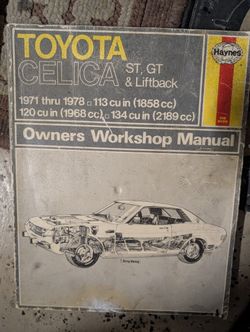 TOYOTA
CELICA ST, GT
& Liftback
Haynes
1971 thru 1978 □ 113 cu in (1858 cc)
120 cu in (1968 cc) □ 134 cu in (2189 cc)
Owners Workshop Manual